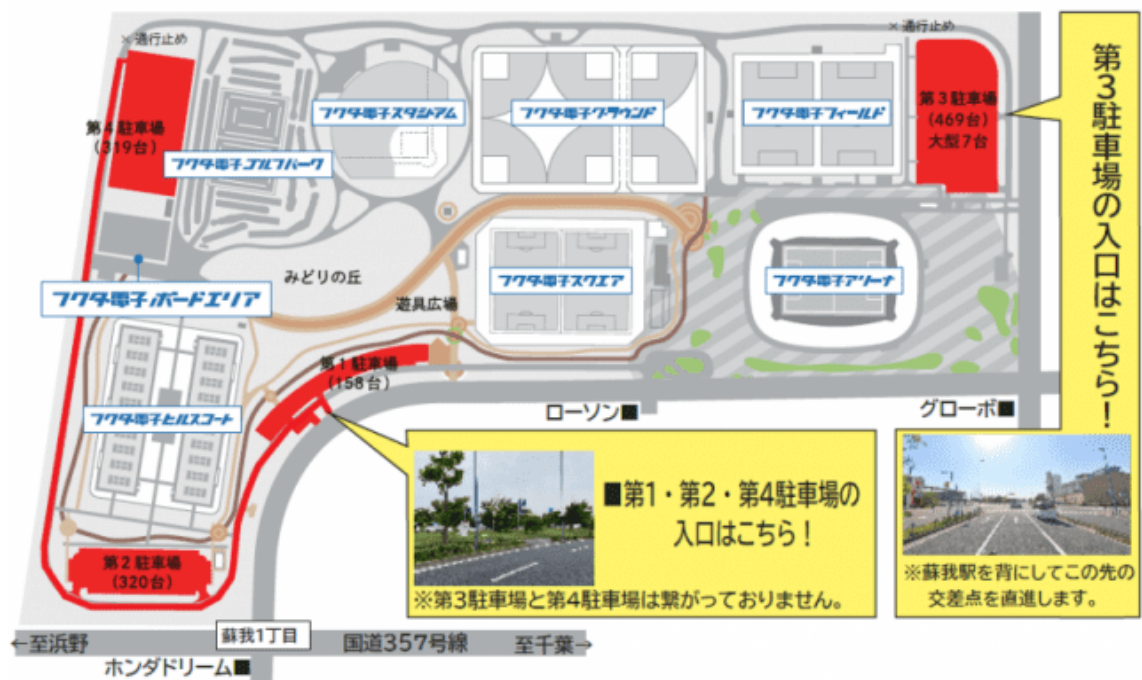 ×通行止め
×通行止め
第4駐車場
(319台)
フクダ電子スタジアム
フクダ電子グラウンド
フクダ電子フィールド
第3駐車場
(469台)
大型7台
第3駐車場の入口はこちら！
フクダ電子ゴルフパーク
みどりの丘
フクダ電子スクエア
フクダ電子アリーナ
フクダ電子ボードエリア
遊具広場
第1駐車場
(158台)
フクダ電子ヒルスコート
ローソン■
グローボ■
■第1・第2・第4駐車場の
入口はこちら！
※第3駐車場と第4駐車場は繋がっておりません。
※蘇我駅を背にしてこの先の
交差点を直進します。
第2駐車場
(320台)
蘇我1丁目
←至浜野
国道357号線
至千葉→
ホンダドリーム■